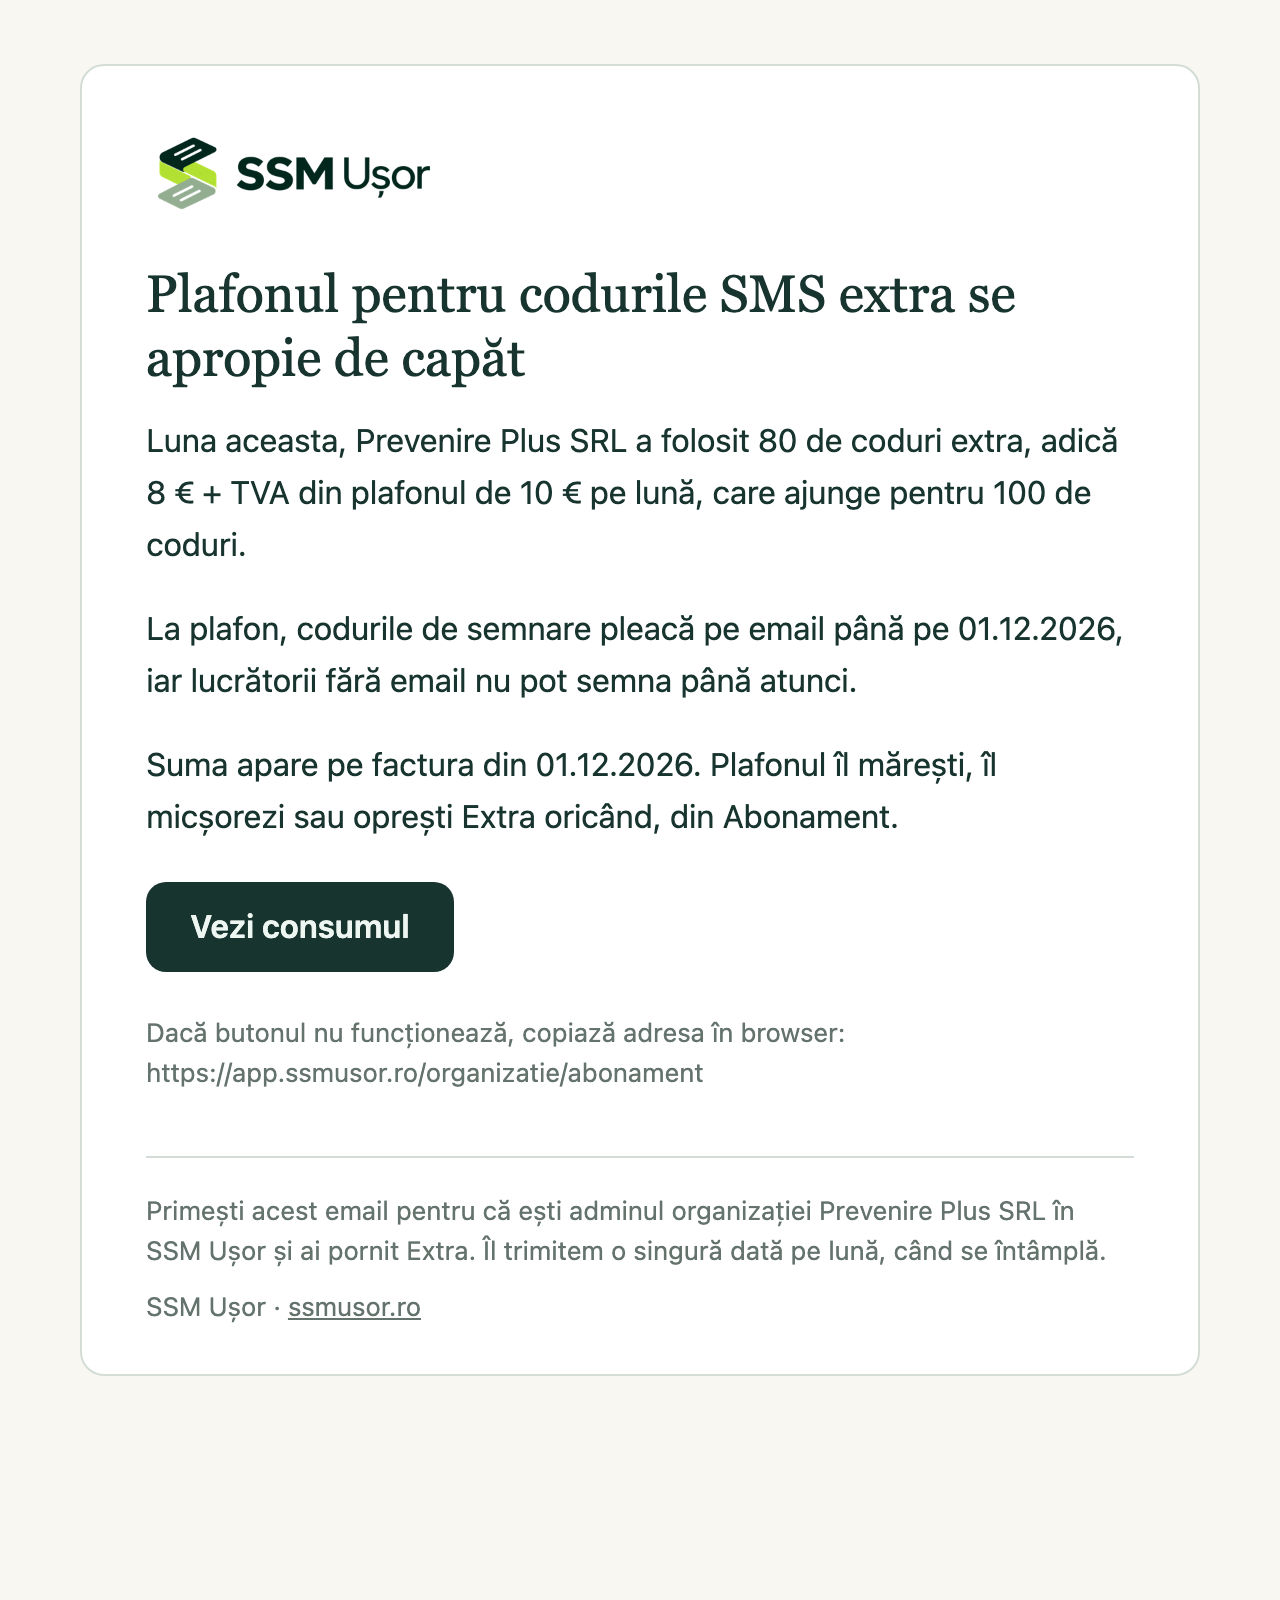 SSM Ușor
Plafonul pentru codurile SMS extra se
apropie de capăt
Luna aceasta, Prevenire Plus SRL a folosit 80 de coduri extra, adică
8 € + TVA din plafonul de 10 € pe lună, care ajunge pentru 100 de
coduri.
La plafon, codurile de semnare pleacă pe email până pe 01.12.2026,
iar lucrătorii fără email nu pot semna până atunci.
Suma apare pe factura din 01.12.2026. Plafonul îl mărești, îl
micșorezi sau oprești Extra oricând, din Abonament.
Vezi consumul
Dacă butonul nu funcționează, copiază adresa în browser:
https://app.ssmusor.ro/organizatie/abonament
Primești acest email pentru că ești adminul organizației Prevenire Plus SRL în
SSM Ușor și ai pornit Extra. Îl trimitem o singură dată pe lună, când se întâmplă.
SSM Ușor · ssmusor.ro